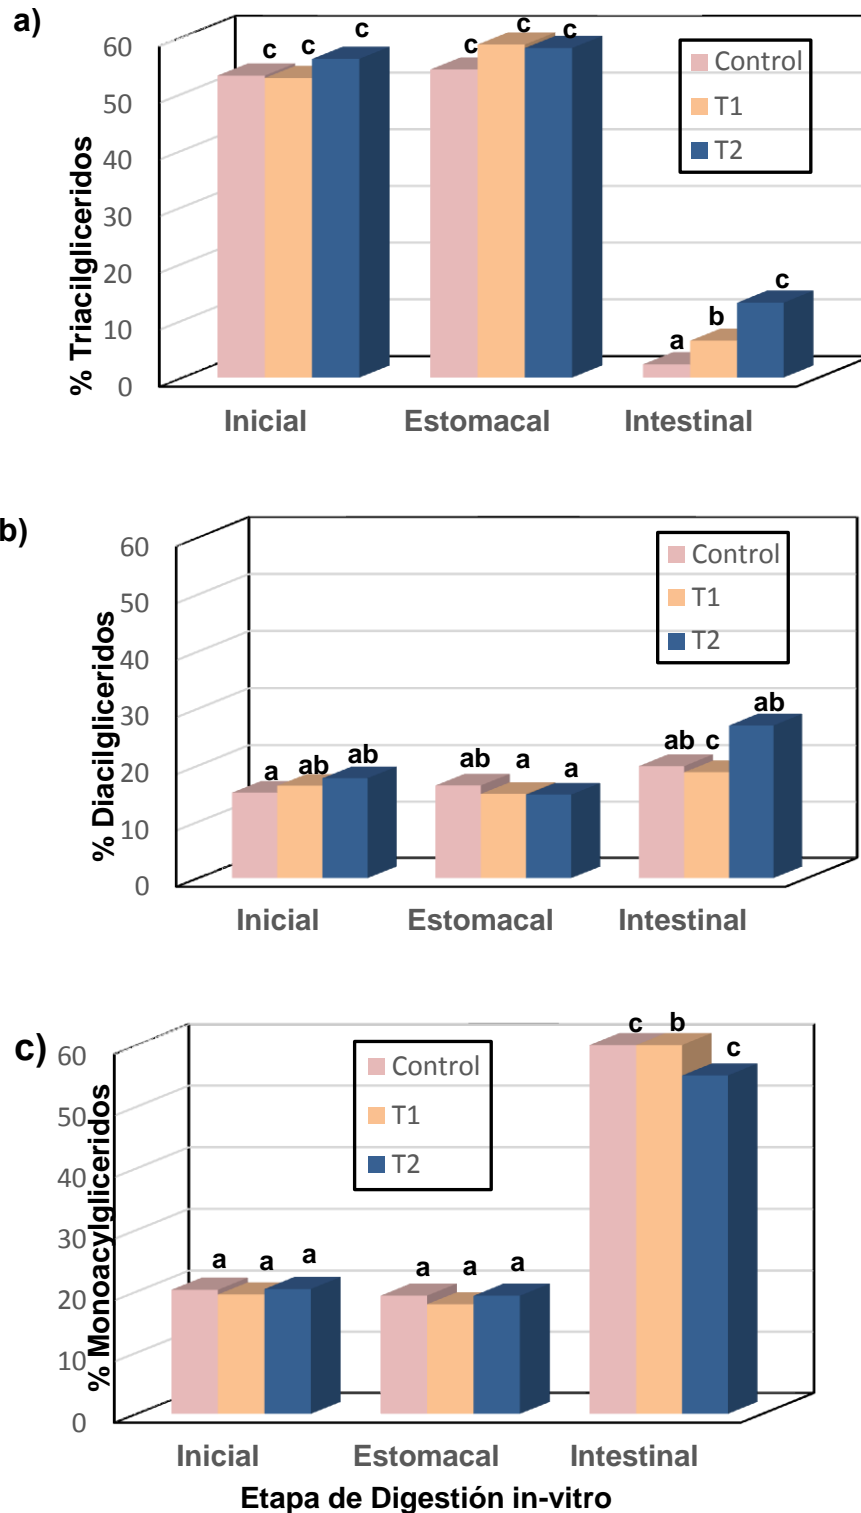 a)
% Triacilgliceridos
60
50
40
30
20
10
0
c c c
c c c
a b c
Control
T1
T2
Inicial Estomacal Intestinal
b)
% Diacilgliceridos
60
50
40
30
20
10
0
a ab ab
ab a a
ab c ab
Control
T1
T2
Inicial Estomacal Intestinal
c)
% Monoacylgliceridos
60
50
40
30
20
10
0
a a a
a a a
c b c
Control
T1
T2
Inicial Estomacal Intestinal
Etapa de Digestión in-vitro